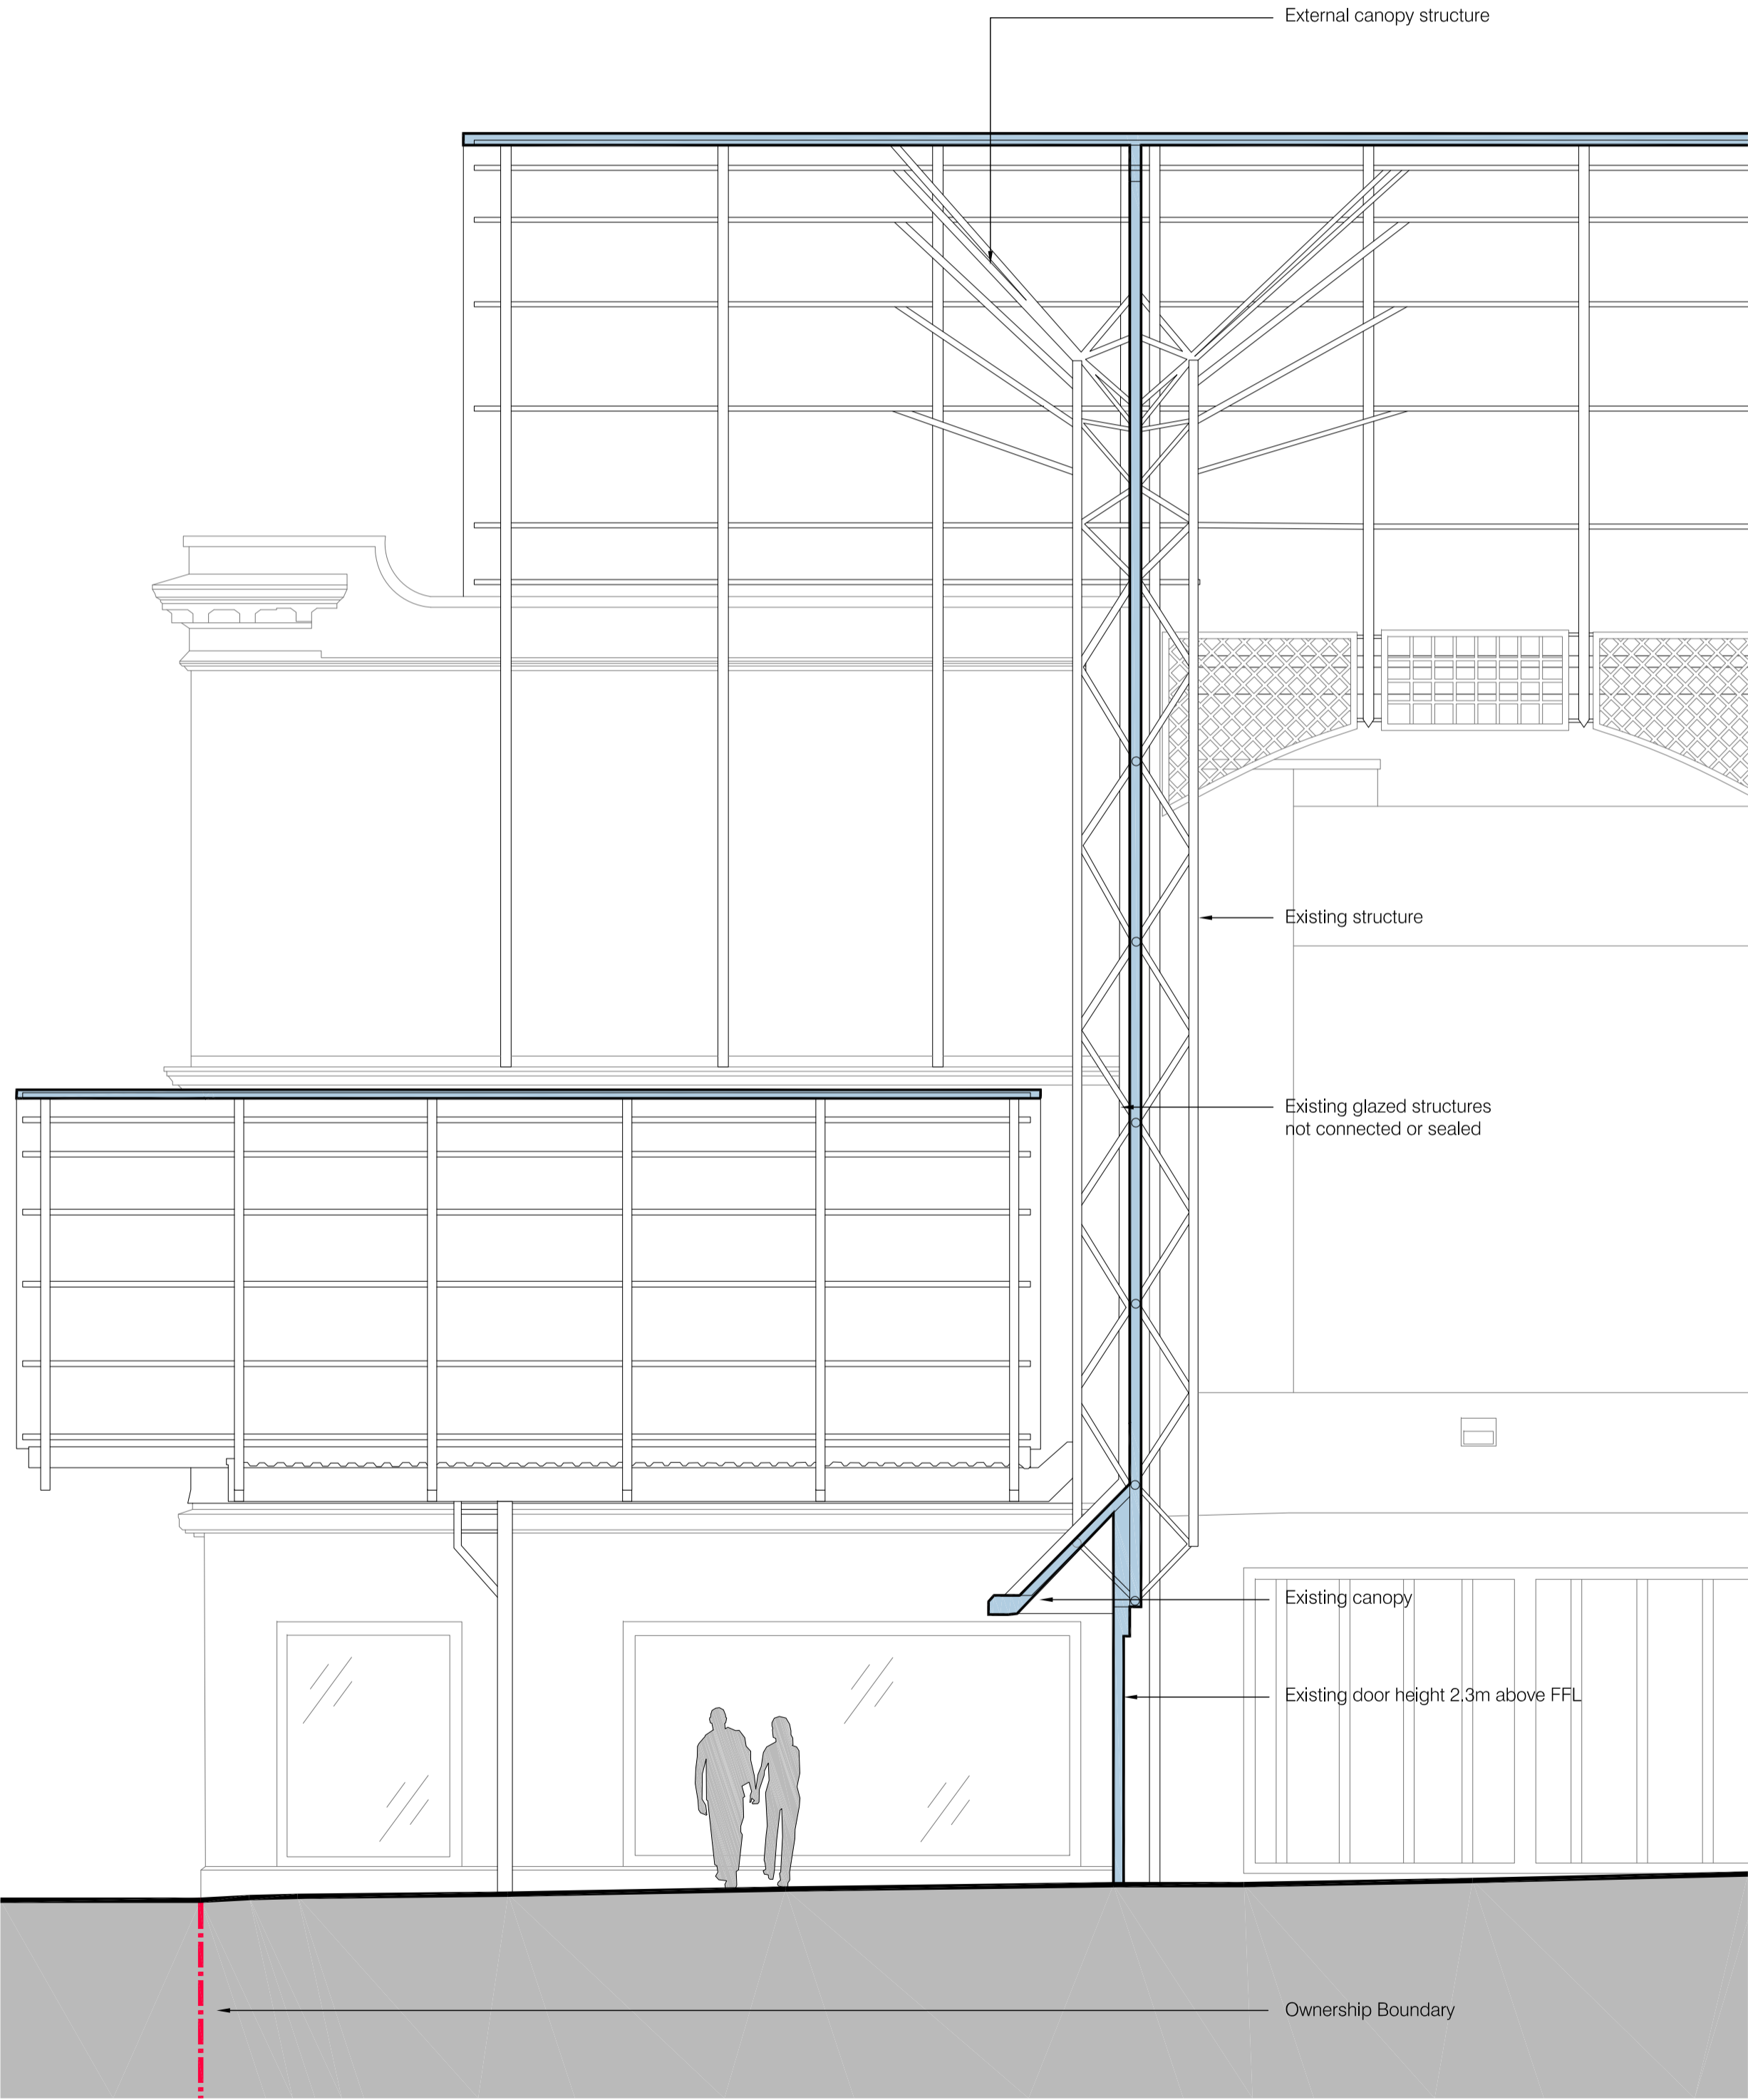 External canopy structure
Existing structure
Existing glazed structures
not connected or sealed
Existing canopy
Existing door height 2.3m above FFL
Ownership Boundary